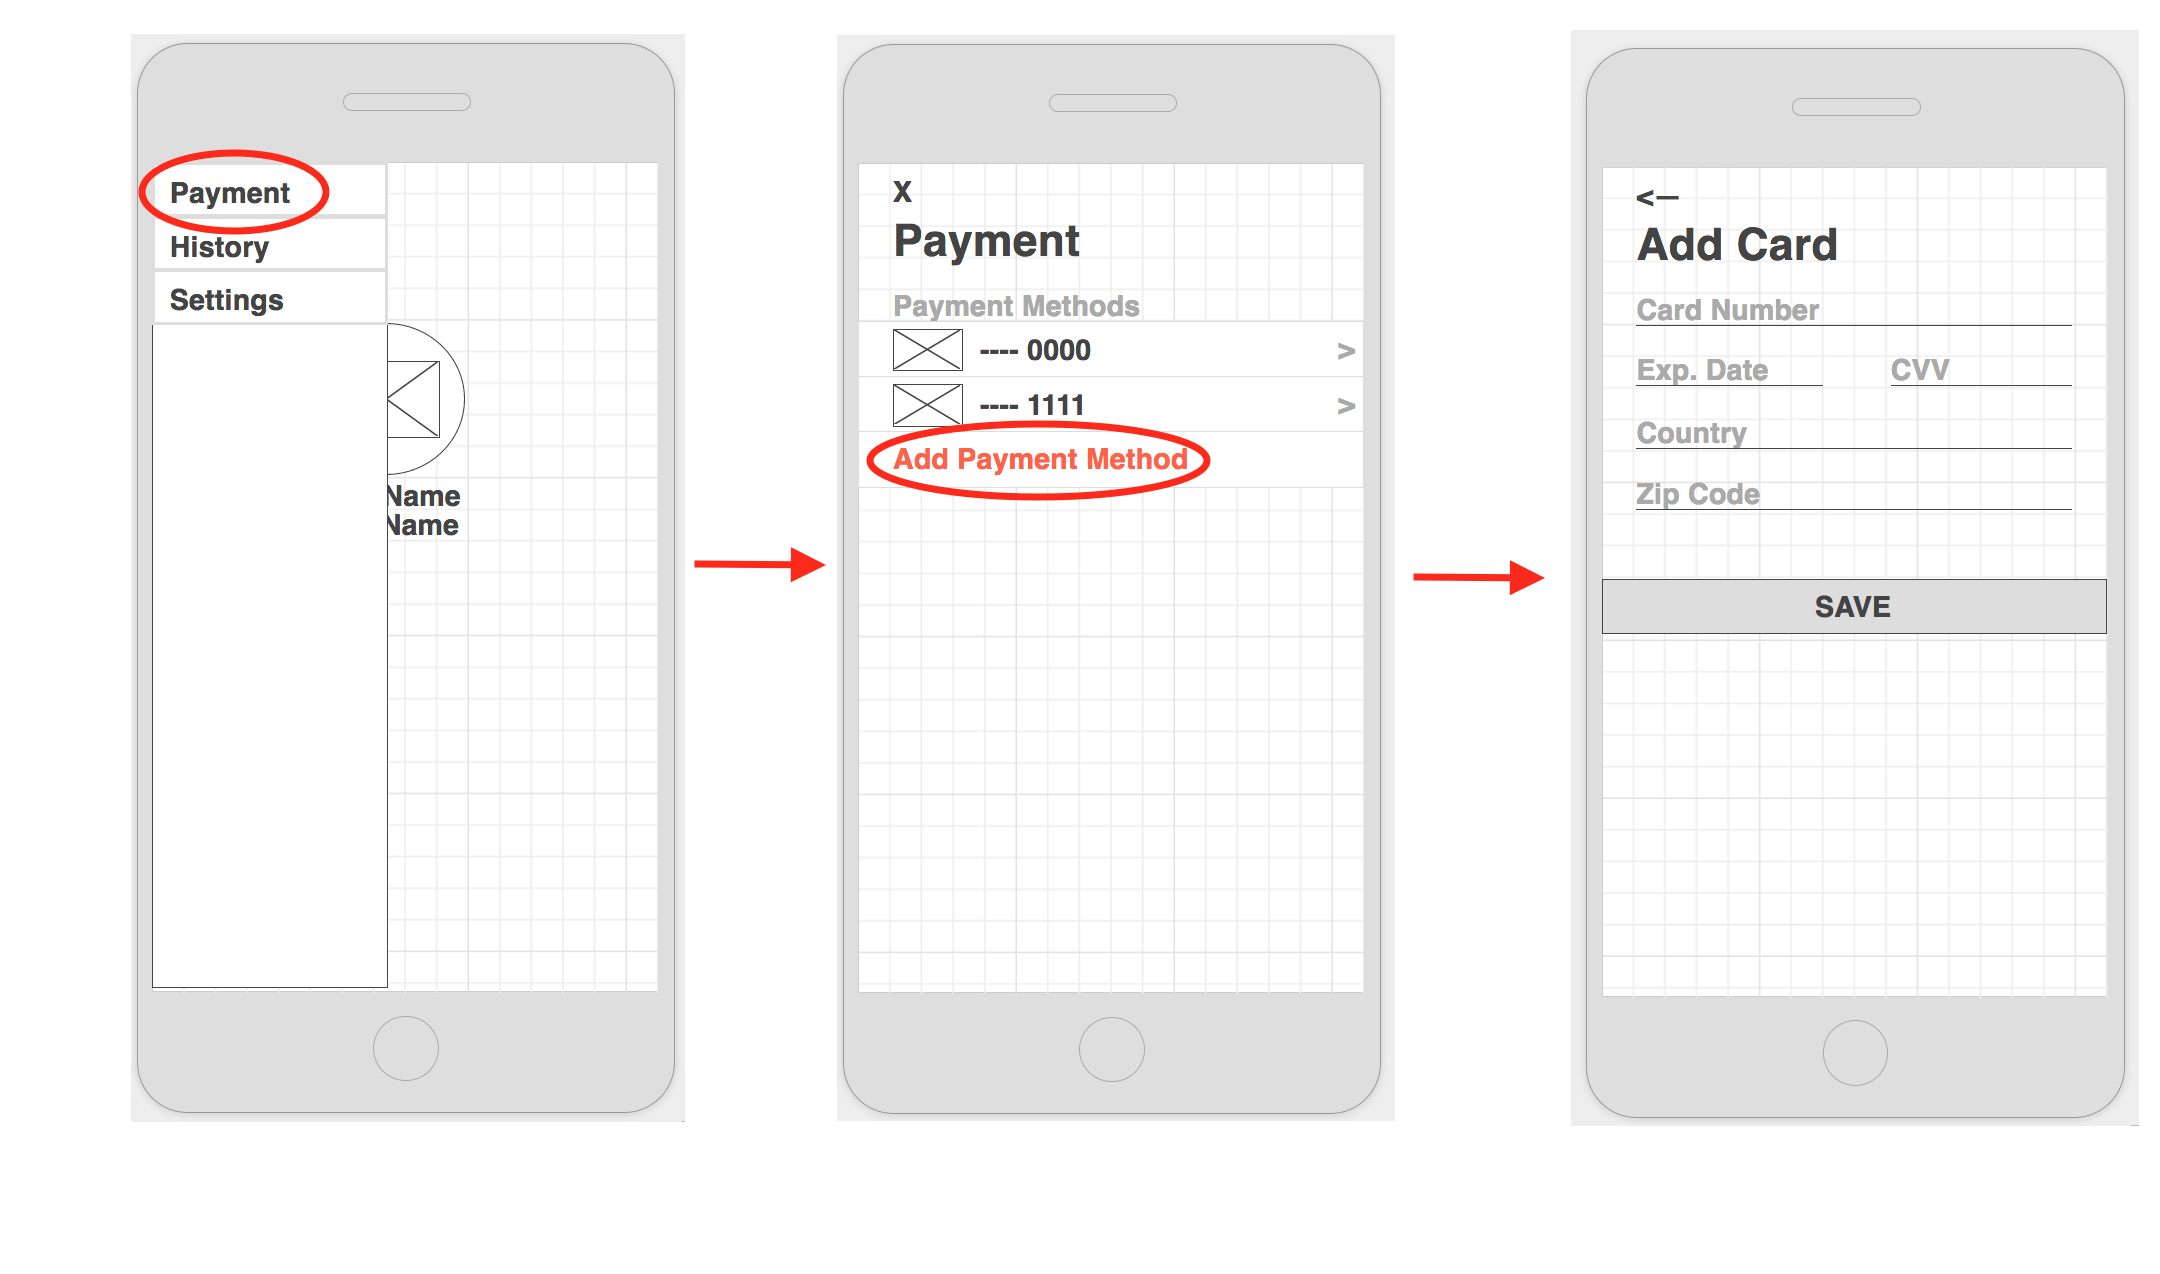 Payment
History
Settings
Name
Name
X
Payment
Payment Methods
---- 0000 >
---- 1111 >
Add Payment Method
<–
Add Card
Card Number
Exp. Date CVV
Country
Zip Code
SAVE